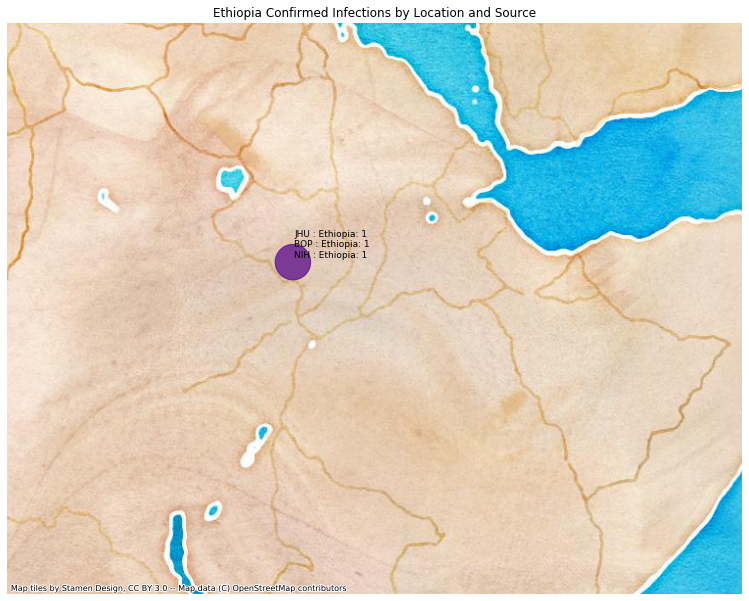 Ethiopia Confirmed Infections by Location and Source
JHU : Ethiopia: 1
BOP : Ethiopia: 1
NIH : Ethiopia: 1
Map tiles by Stamen Design, CC BY 3.0 -- Map data (C) OpenStreetMap contributors